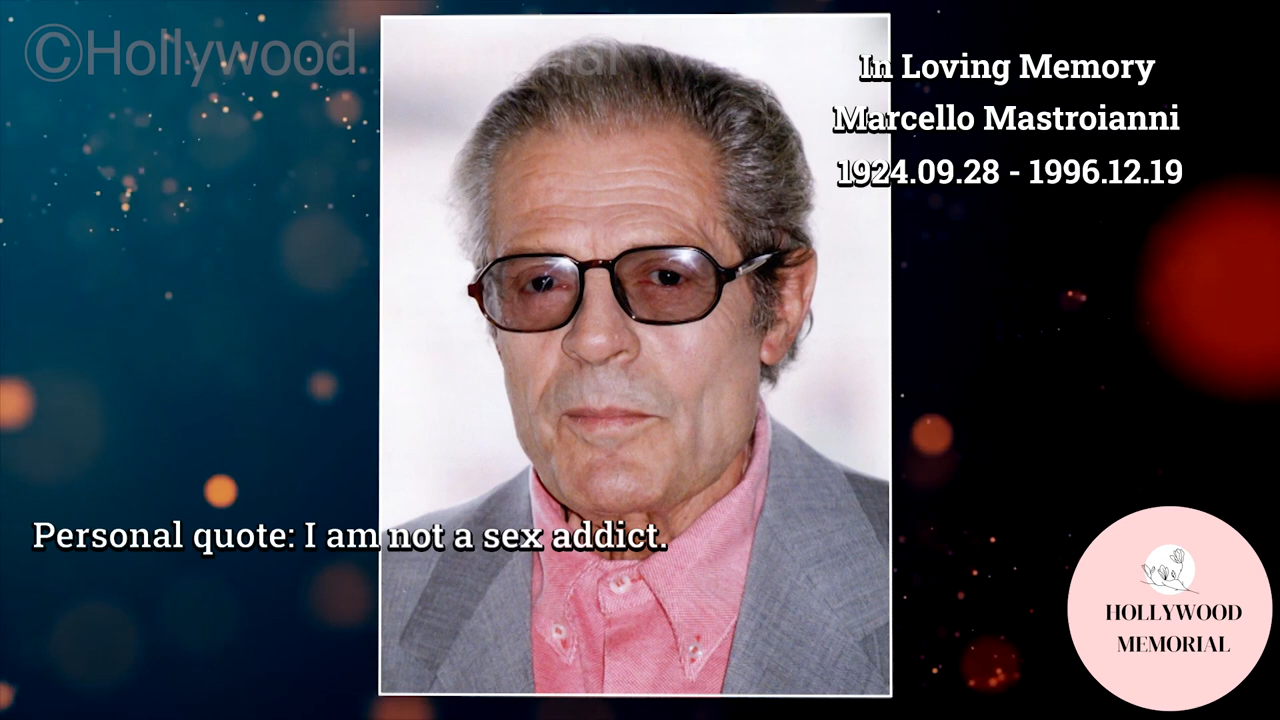 ©Hollywood Memorial
In Loving Memory
Marcello Mastroianni
1924.09.28 - 1996.12.19
Personal quote: I am not a sex addict.
HOLLYWOOD
MEMORIAL